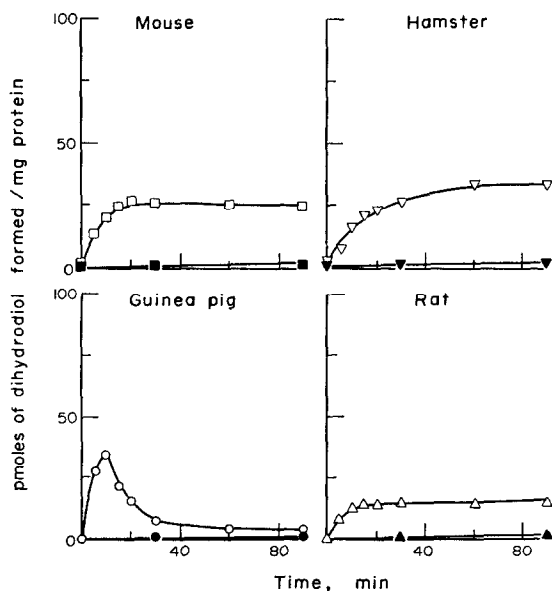 Mouse
Hamster
100
50
0
Guinea pig
Rat
100
50
0
40
80
40
80
pmoles of dihydrodiol formed / mg protein
Time, min